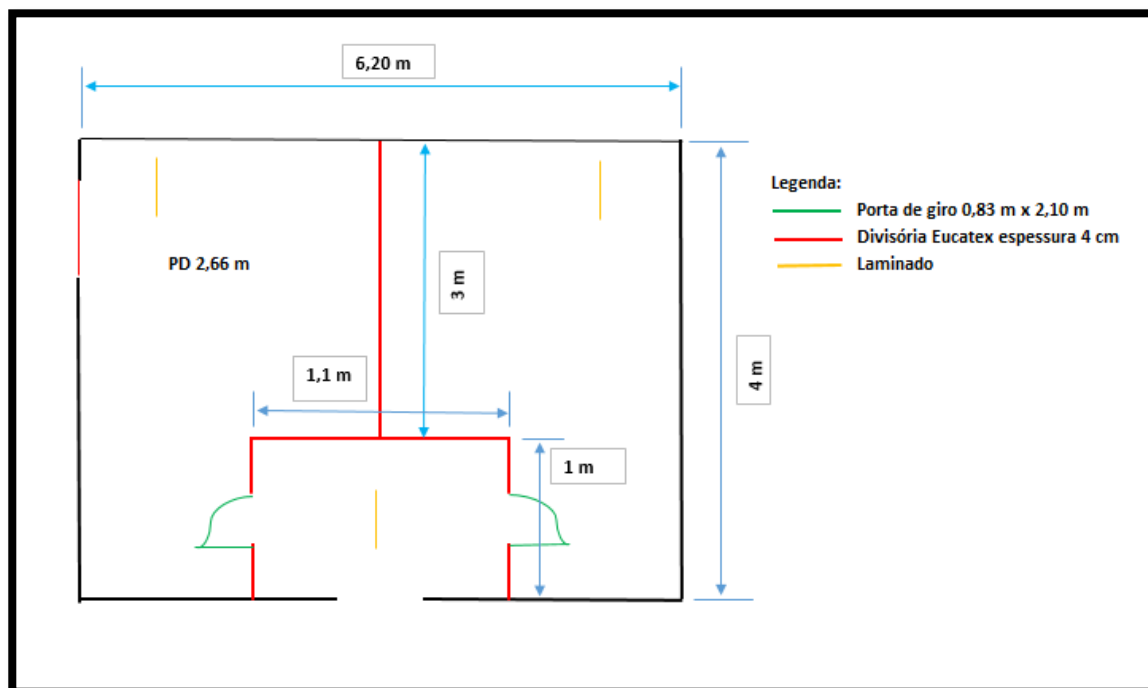 6,20 m
Legenda:
Porta de giro 0,83 m x 2,10 m
Divisória Eucatex espessura 4 cm
Laminado
PD 2,66 m
3 m
4 m
1,1 m
1 m